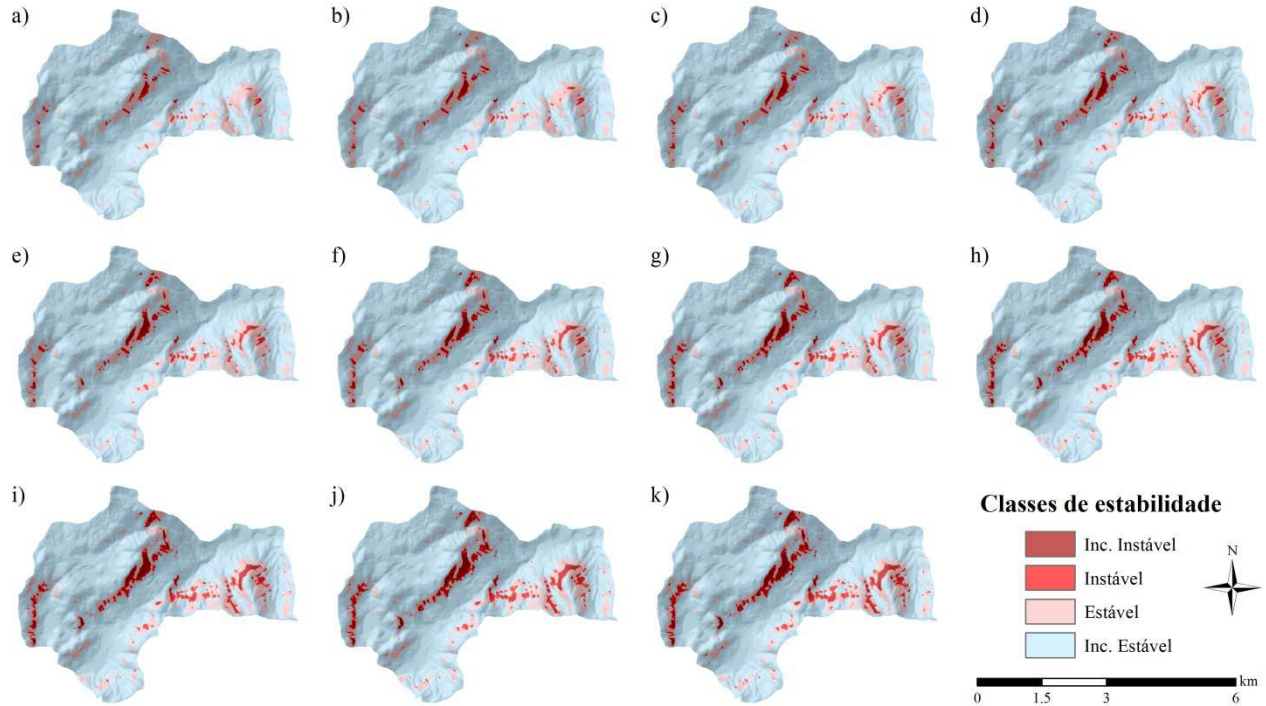 a)
b)
c)
d)
e)
f)
g)
h)
i)
j)
k)
Classes de estabilidade
Inc. Instável
Instável
Estável
Inc. Estável
N
km
0 1.5 3 6